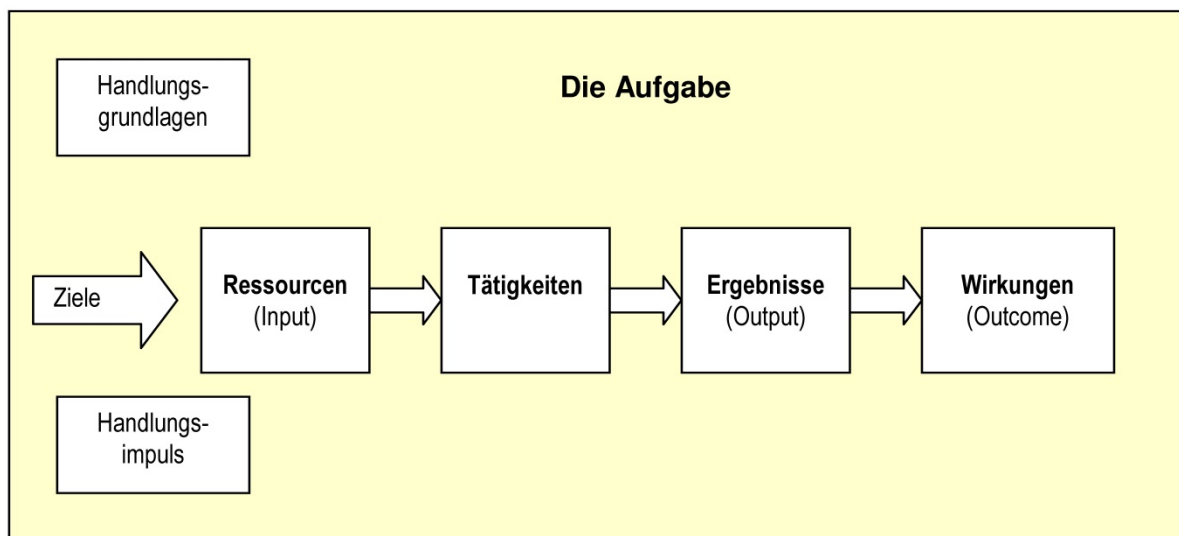 Handlungs-
grundlagen
Die Aufgabe
Ziele
Ressourcen
(Input)
Tätigkeiten
Ergebnisse
(Output)
Wirkungen
(Outcome)
Handlungs-
impuls